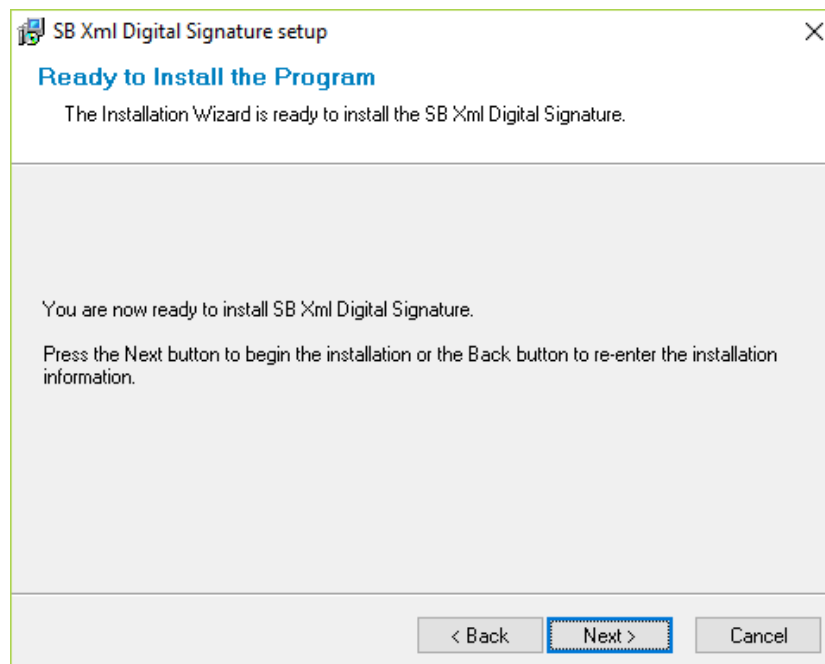 SB Xml Digital Signature setup
Ready to Install the Program
The Installation Wizard is ready to install the SB Xml Digital Signature.
You are now ready to install SB Xml Digital Signature.
Press the Next button to begin the installation or the Back button to re-enter the installation
information.
< Back Next > Cancel